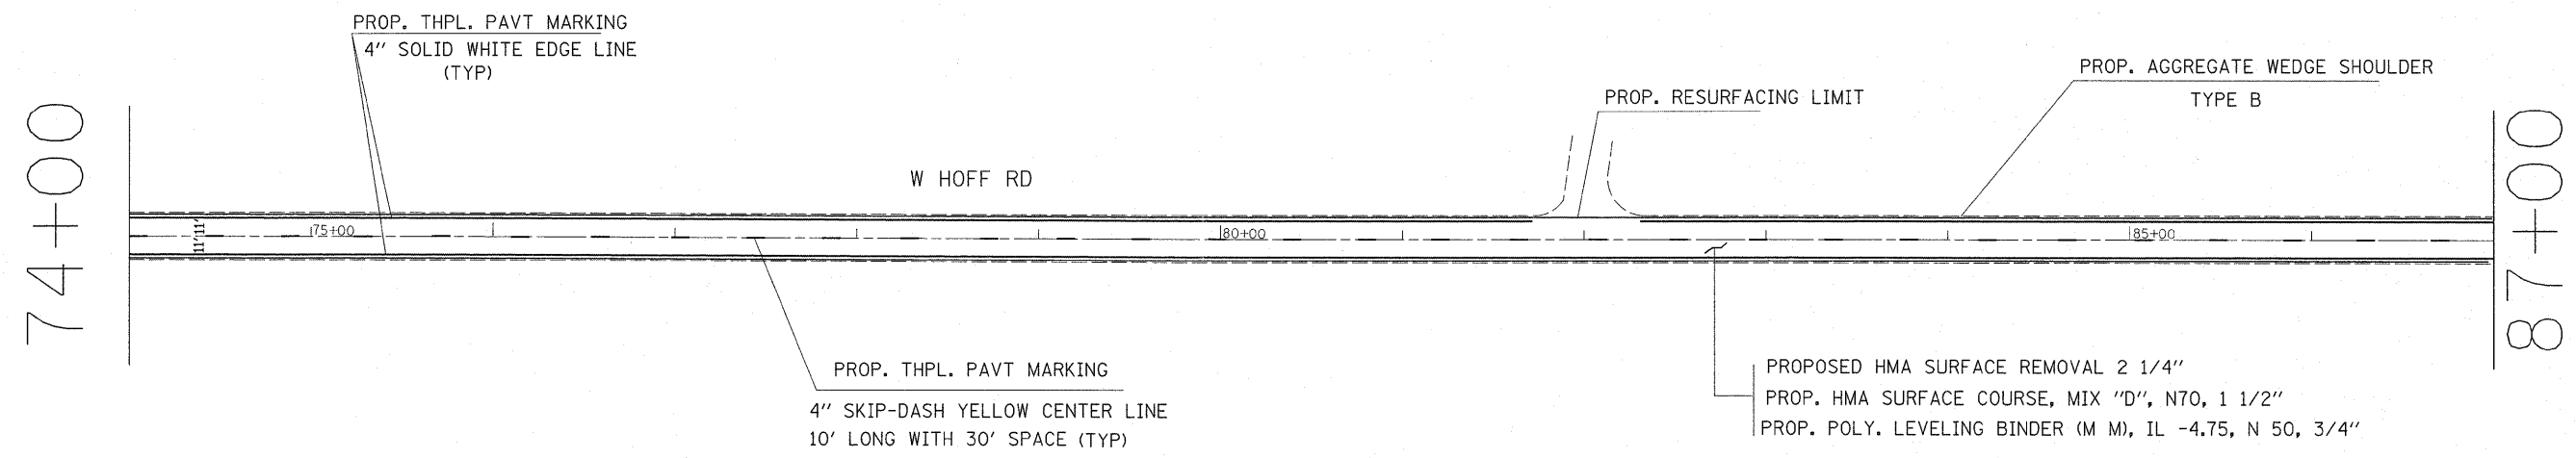 PROP. THPL. PAVT MARKING
4" SOLID WHITE EDGE LINE
(TYP)
PROP. AGGREGATE WEDGE SHOULDER
TYPE B
PROP. RESURFACING LIMIT
74+00
W HOFF RD
87+00
11' 11'
75+00
80+00
85+00
PROP. THPL. PAVT MARKING
4" SKIP-DASH YELLOW CENTER LINE
10' LONG WITH 30' SPACE (TYP)
PROPOSED HMA SURFACE REMOVAL 2 1/4"
PROP. HMA SURFACE COURSE, MIX "D", N70, 1 1/2"
PROP. POLY. LEVELING BINDER (M M), IL -4.75, N 50, 3/4"